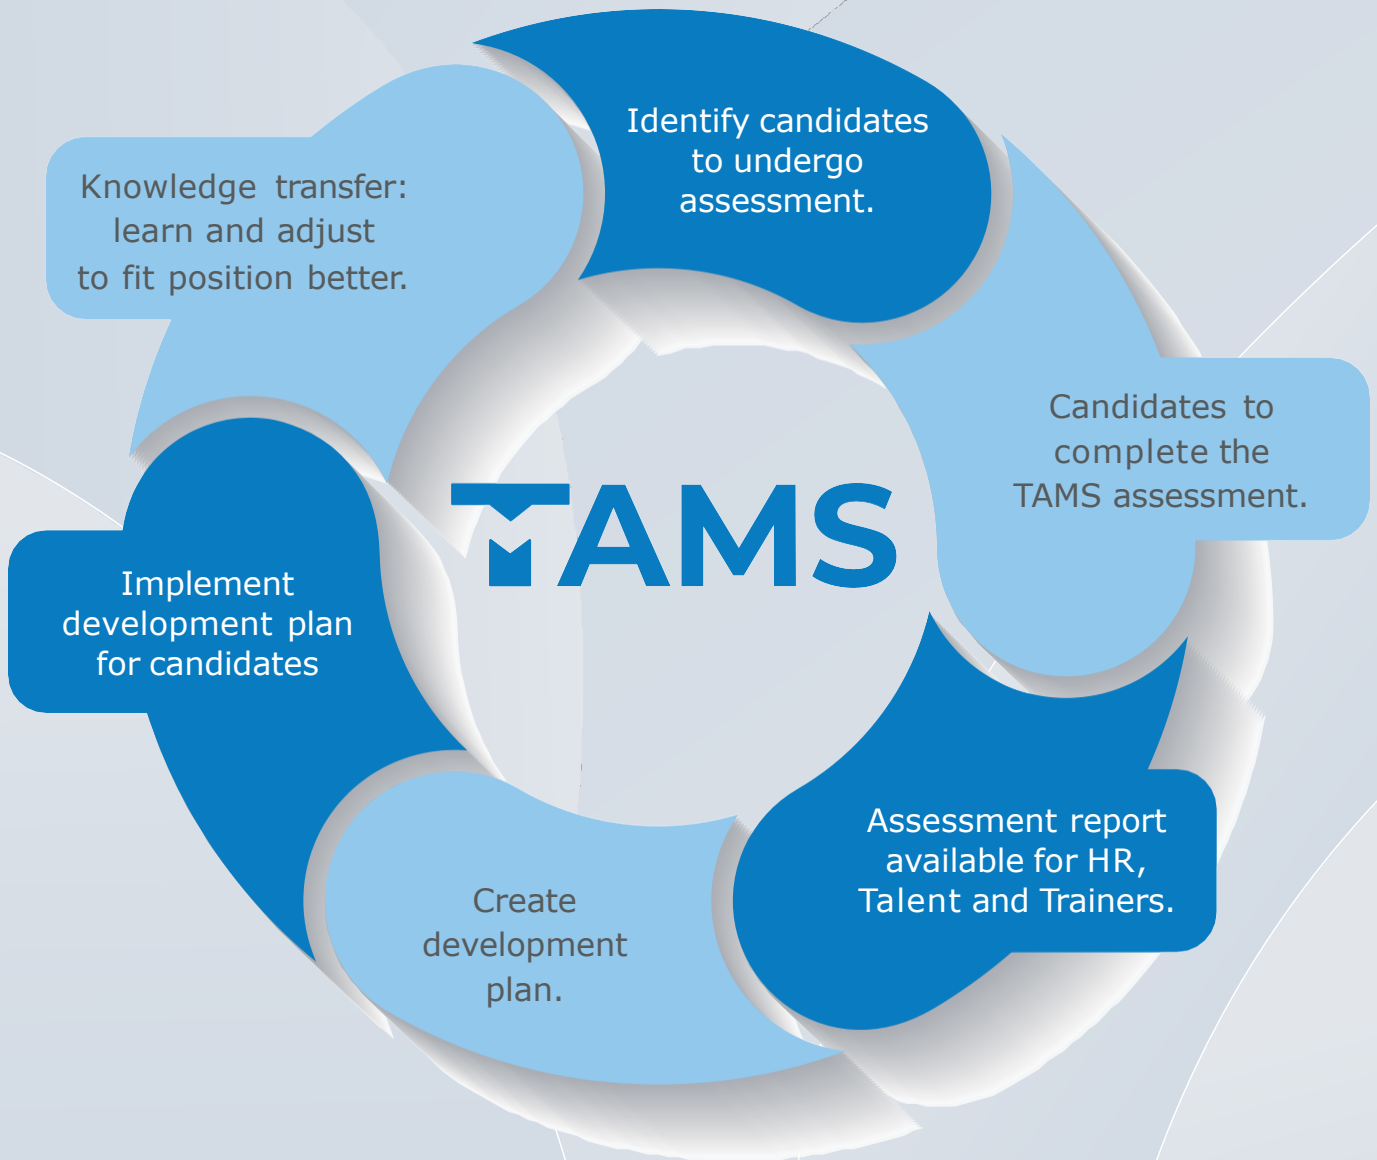 Identify candidates
to undergo
assessment.
Knowledge transfer:
learn and adjust
to fit position better.
Candidates to
complete the
TAMS assessment.
TAMS
Implement
development plan
for candidates
Assessment report
available for HR,
Talent and Trainers.
Create
development
plan.